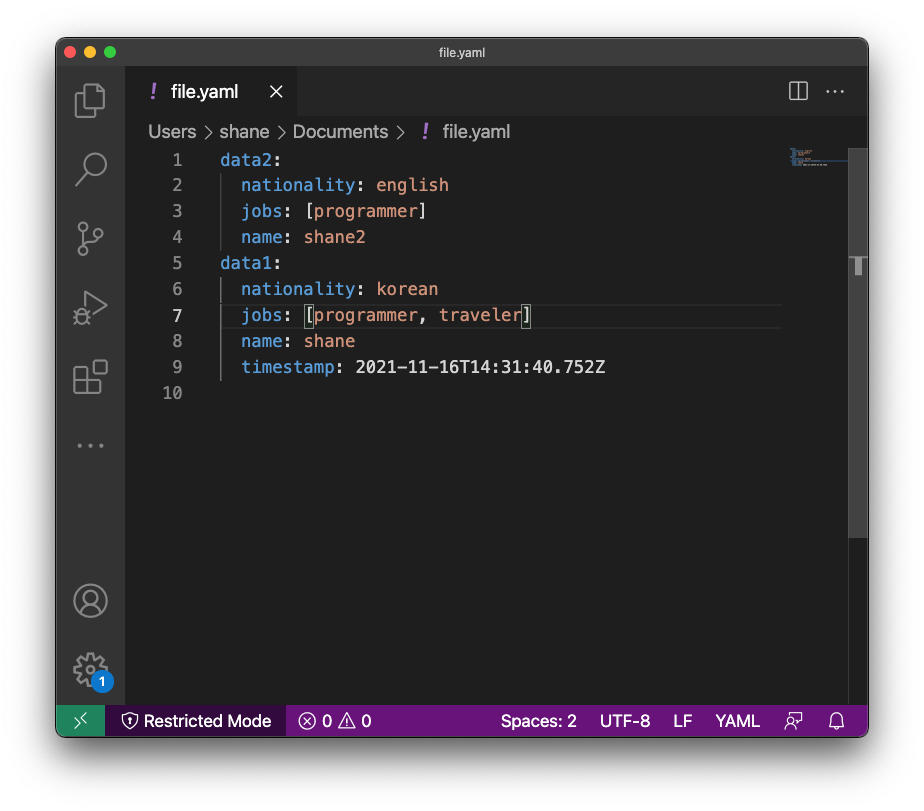 file.yaml
! file.yaml
Users > shane > Documents > ! file.yaml
1 data2:
2   nationality: english
3   jobs: [programmer]
4   name: shane2
5 data1:
6   nationality: korean
7   jobs: [programmer, traveler]
8   name: shane
9   timestamp: 2021-11-16T14:31:40.752Z
10
1
Restricted Mode 0 0 Spaces: 2 UTF-8 LF YAML